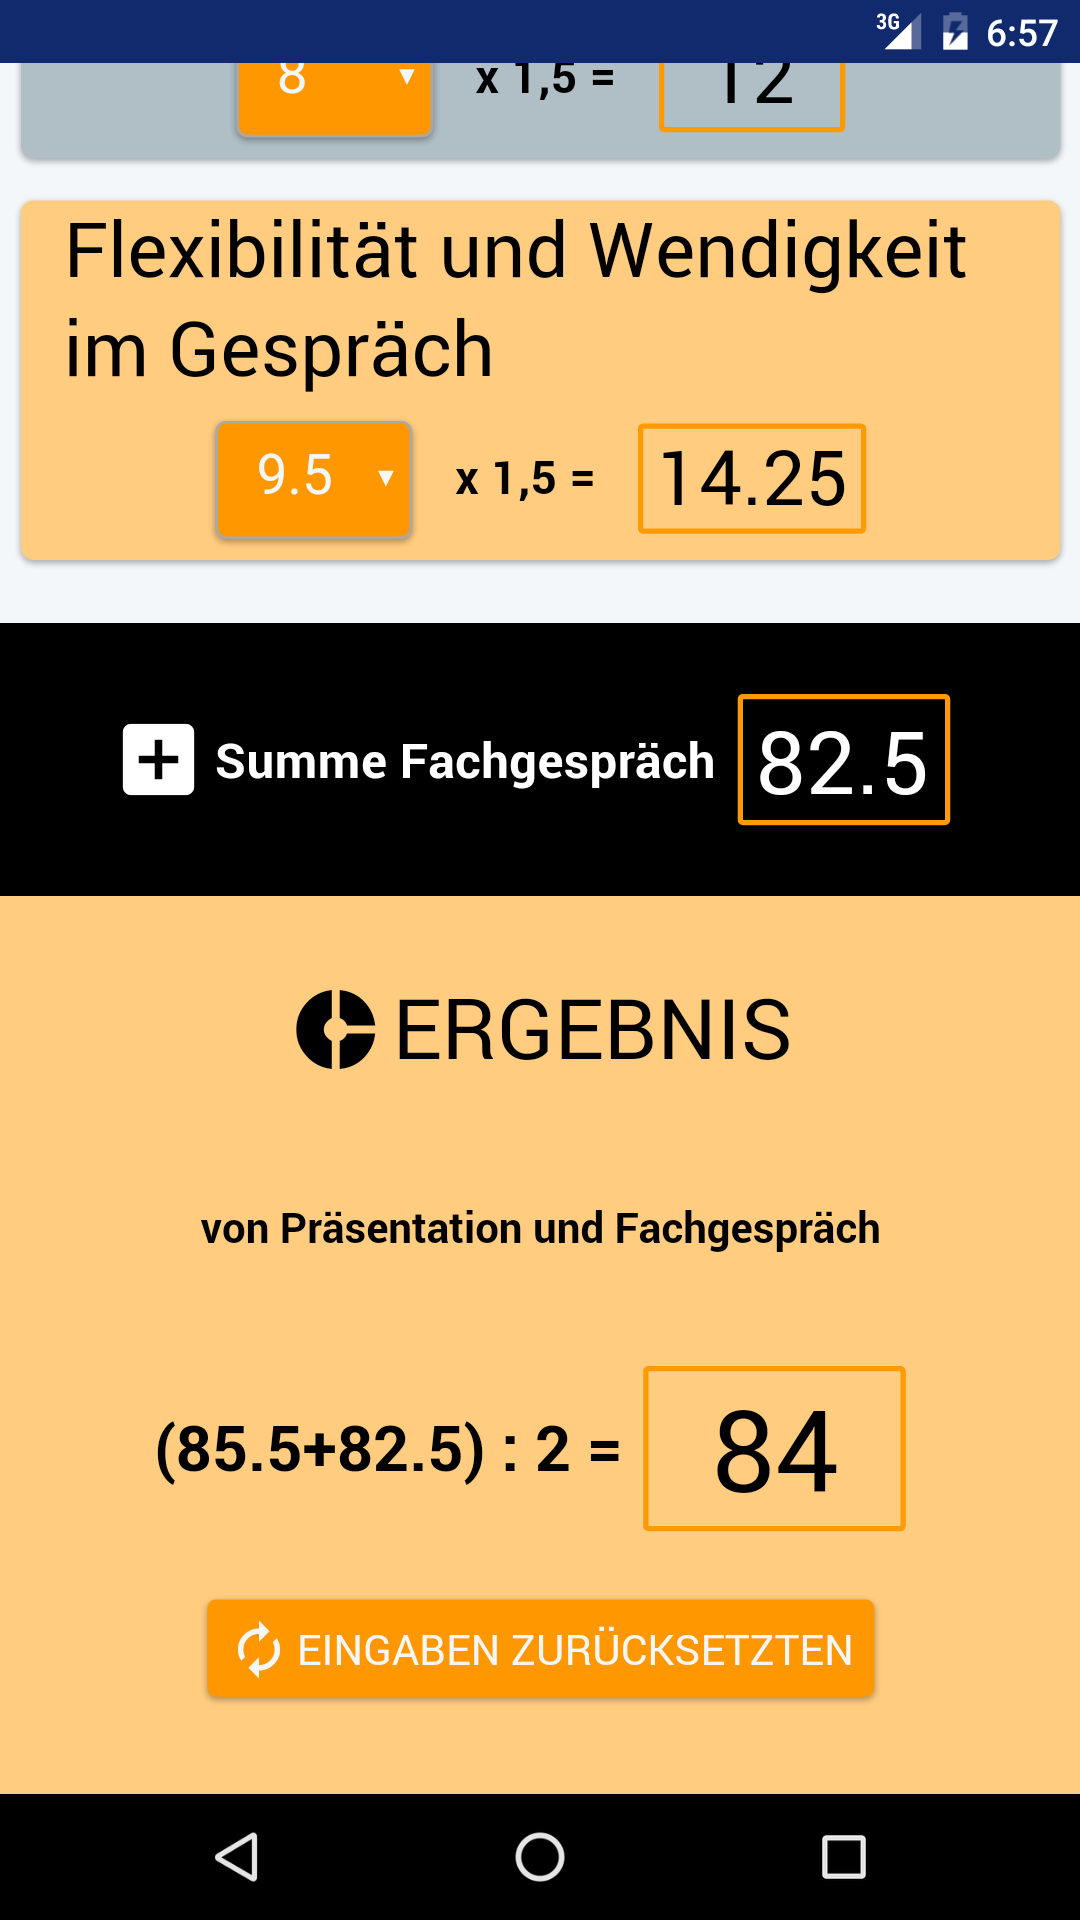 3G 6:57
8 ▼ x 1,5 = 12
Flexibilität und Wendigkeit
im Gespräch
9.5 ▼ x 1,5 = 14.25
Summe Fachgespräch 82.5
ERGEBNIS
von Präsentation und Fachgespräch
(85.5+82.5) : 2 = 84
EINGABEN ZURÜCKSETZTEN